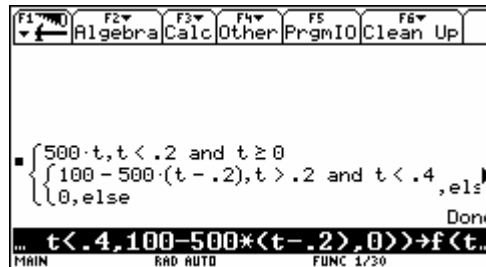 F1 F2 F3 F4 F5 F6
Algebra Calc Other PrgmIO Clean Up
500·t,t < .2 and t ≥ 0
100 - 500·(t - .2),t > .2 and t < .4
,els
0,else
Done
… t<.4,100-500*(t-.2),0))→f(t…
MAIN RAD AUTO FUNC 1/30